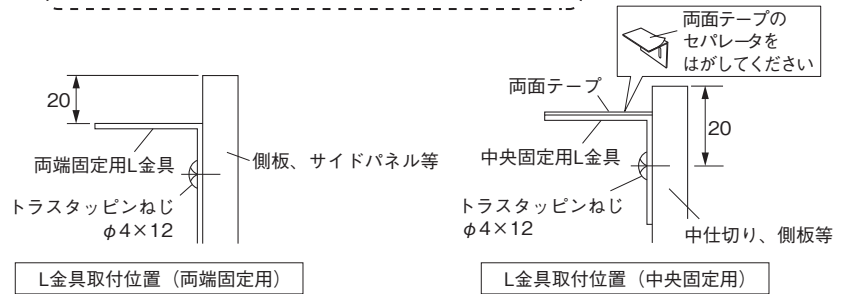 両面テープの
セパレータを
はがしてください
20
両端固定用L金具
側板、サイドパネル等
トラスタッピンねじ
φ4×12
L金具取付位置（両端固定用）
両面テープ
20
中央固定用L金具
トラスタッピンねじ
φ4×12
中仕切り、側板等
L金具取付位置（中央固定用）